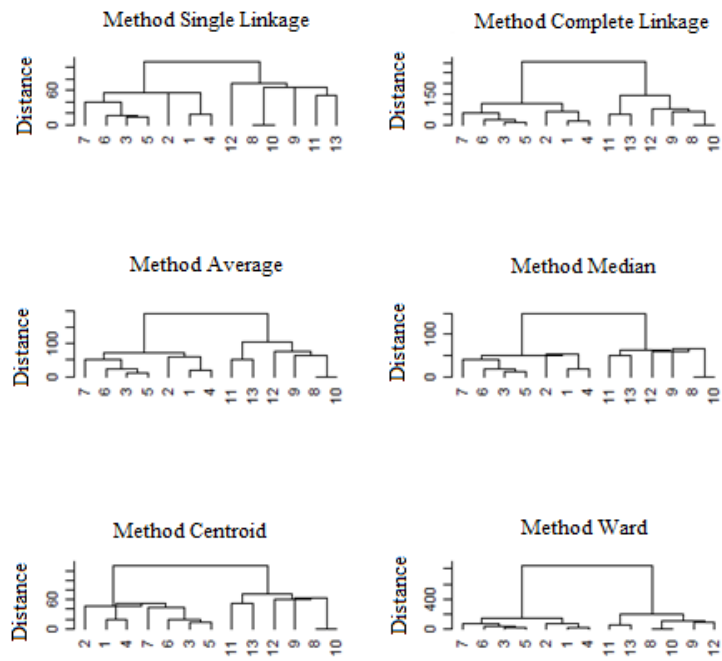 Method Single Linkage
Distance
0 60
7 6 3 5 2 1 4 12 8 10 9 11 13
Method Complete Linkage
Distance
0 150
7 6 3 5 2 1 4 11 13 12 9 8 10
Method Average
Distance
0 100
7 6 3 5 2 1 4 11 13 12 9 8 10
Method Median
Distance
0 100
7 6 3 5 2 1 4 11 13 12 9 8 10
Method Centroid
Distance
0 60
2 1 4 7 6 3 5 11 13 12 9 8 10
Method Ward
Distance
0 400
7 6 3 5 2 1 4 11 13 8 10 9 12